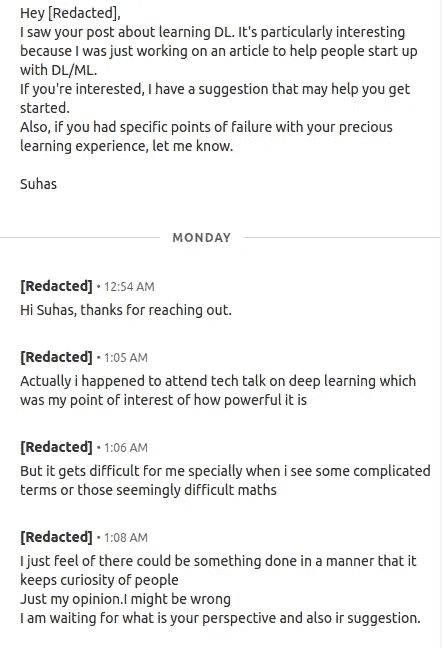 Hey [Redacted],
I saw your post about learning DL. It's particularly interesting
because I was just working on an article to help people start up
with DL/ML.
If you're interested, I have a suggestion that may help you get
started.
Also, if you had specific points of failure with your precious
learning experience, let me know.
Suhas
MONDAY
[Redacted] • 12:54 AM
Hi Suhas, thanks for reaching out.
[Redacted] • 1:05 AM
Actually i happened to attend tech talk on deep learning which
was my point of interest of how powerful it is
[Redacted] • 1:06 AM
But it gets difficult for me specially when i see some complicated
terms or those seemingly difficult maths
[Redacted] • 1:08 AM
I just feel of there could be something done in a manner that it
keeps curiosity of people
Just my opinion.I might be wrong
I am waiting for what is your perspective and also ir suggestion.